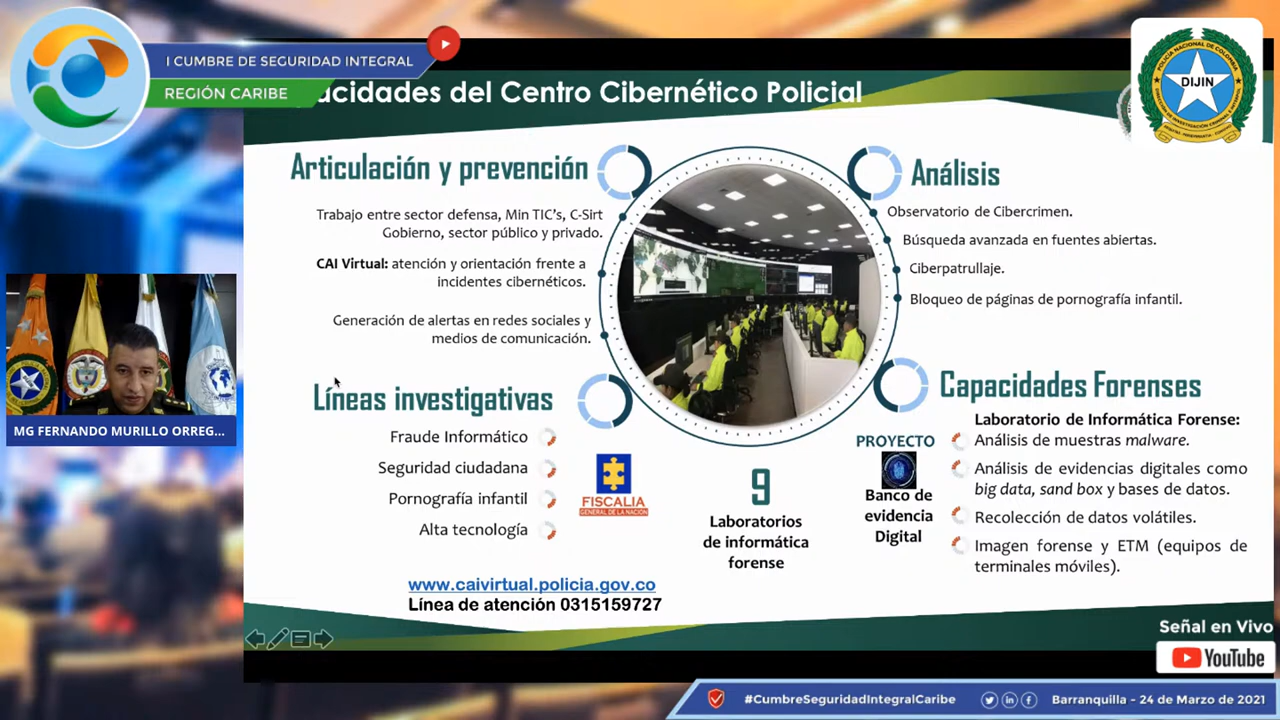 I CUMBRE DE SEGURIDAD INTEGRAL
REGIÓN CARIBE
acidades del Centro Cibernético Policial
POLICÍA NACIONAL DE COLOMBIA
DIJIN
Articulación y prevención
Trabajo entre sector defensa, Min TIC's, C-Sirt
Gobierno, sector público y privado.
CAI Virtual: atención y orientación frente a
incidentes cibernéticos.
Generación de alertas en redes sociales y
medios de comunicación.
Análisis
Observatorio de Cibercrimen.
Búsqueda avanzada en fuentes abiertas.
Ciberpatrullaje.
Bloqueo de páginas de pornografía infantil.
MG FERNANDO MURILLO ORREG...
Líneas investigativas
Fraude Informático
Seguridad ciudadana
Pornografía infantil
Alta tecnología
FISCALIA
GENERAL DE LA NACIÓN
9
Laboratorios
de informática
forense
PROYECTO
Banco de
evidencia
Digital
Capacidades Forenses
Laboratorio de Informática Forense:
Análisis de muestras malware.
Análisis de evidencias digitales como
big data, sand box y bases de datos.
Recolección de datos volátiles.
Imagen forense y ETM (equipos de
terminales móviles).
www.caivirtual.policia.gov.co
Línea de atención 0315159727
Señal en Vivo
YouTube
#CumbreSeguridadIntegralCaribe
Barranquilla - 24 de Marzo de 2021